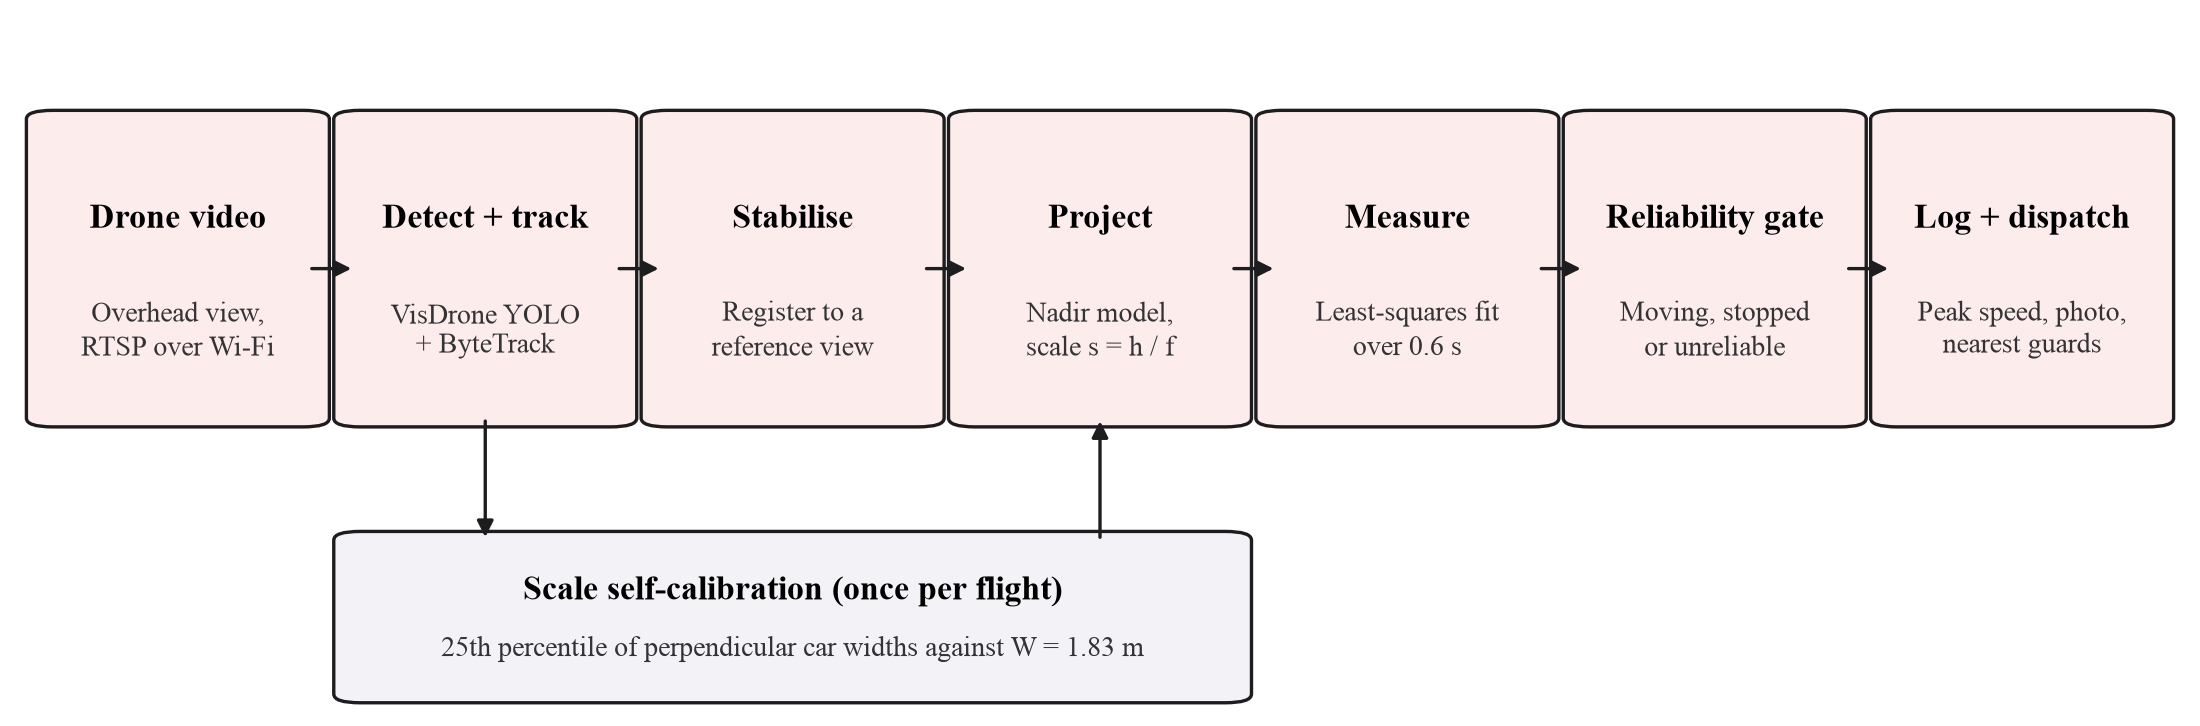 Drone video
Overhead view,
RTSP over Wi-Fi
Detect + track
VisDrone YOLO
+ ByteTrack
Stabilise
Register to a
reference view
Project
Nadir model,
scale s = h / f
Measure
Least-squares fit
over 0.6 s
Reliability gate
Moving, stopped
or unreliable
Log + dispatch
Peak speed, photo,
nearest guards
Scale self-calibration (once per flight)
25th percentile of perpendicular car widths against W = 1.83 m